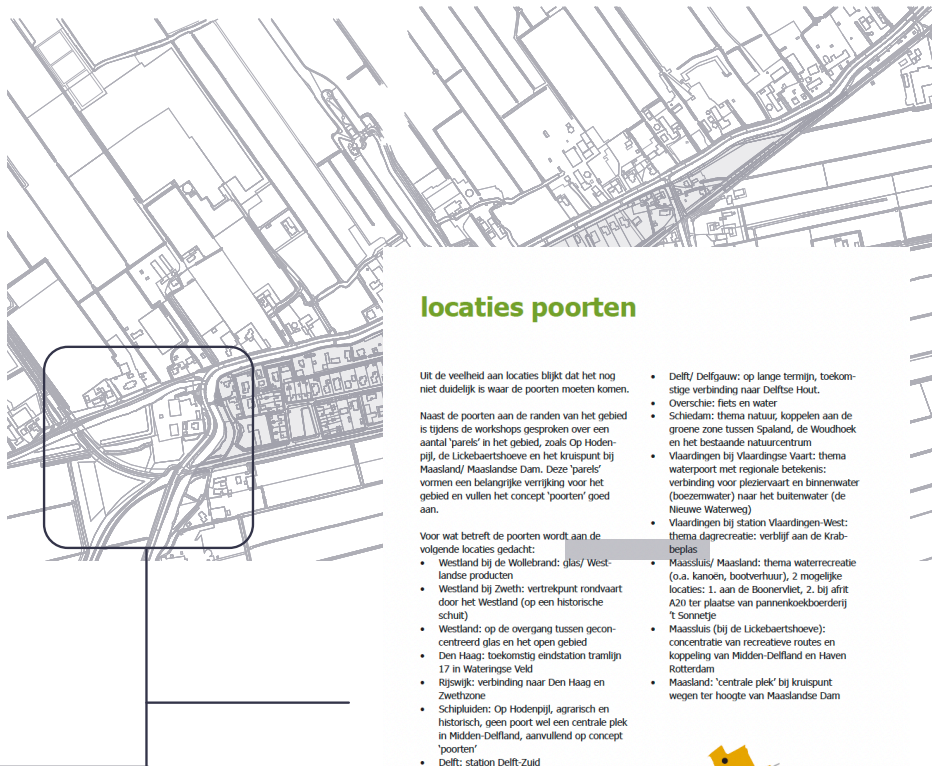 locaties poorten
Uit de veelheid aan locaties blijkt dat het nog
niet duidelijk is waar de poorten moeten komen.
Naast de poorten aan de randen van het gebied
is tijdens de workshops gesproken over een
aantal 'parels' in het gebied, zoals Op Hoden-
pijl, de Lickebaertshoeve en het kruispunt bij
Maasland/ Maaslandse Dam. Deze 'parels'
vormen een belangrijke verrijking voor het
gebied en vullen het concept 'poorten' goed
aan.
Voor wat betreft de poorten wordt aan de
volgende locaties gedacht:
• Westland bij de Wollebrand: glas/ West-
landse producten
• Westland bij Zweth: vertrekpunt rondvaart
door het Westland (op een historische
schuit)
• Westland: op de overgang tussen gecon-
centreerd glas en het open gebied
• Den Haag: toekomstig eindstation tramlijn
17 in Wateringse Veld
• Rijswijk: verbinding naar Den Haag en
Zwethzone
• Schipluiden: Op Hodenpijl, agrarisch en
historisch, geen poort wel een centrale plek
in Midden-Delfland, aanvullend op concept
'poorten'
• Delft: station Delft-Zuid
• Delft/ Delfgauw: op lange termijn, toekom-
stige verbinding naar Delftse Hout.
• Overschie: fiets en water
• Schiedam: thema natuur, koppelen aan de
groene zone tussen Spaland, de Woudhoek
en het bestaande natuurcentrum
• Vlaardingen bij Vlaardingse Vaart: thema
waterpoort met regionale betekenis:
verbinding voor pleziervaart en binnenwater
(boezemwater) naar het buitenwater (de
Nieuwe Waterweg)
• Vlaardingen bij station Vlaardingen-West:
thema dagrecreatie: verblijf aan de Krab-
beplas
• Maassluis/ Maasland: thema waterrecreatie
(o.a. kanoën, bootverhuur), 2 mogelijke
locaties: 1. aan de Boonervliet, 2. bij afrit
A20 ter plaatse van pannenkoekboerderij
't Sonnetje
• Maassluis (bij de Lickebaertshoeve):
concentratie van recreatieve routes en
koppeling van Midden-Delfland en Haven
Rotterdam
• Maasland: 'centrale plek' bij kruispunt
wegen ter hoogte van Maaslandse Dam